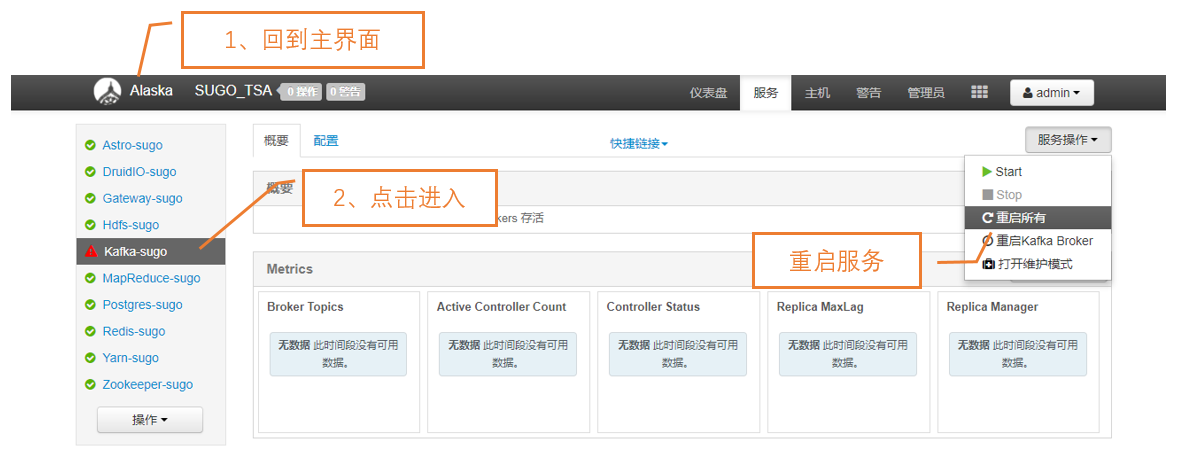 1、回到主界面
Alaska SUGO_TSA 0 操作 0 警告 仪表盘 服务 主机 警告 管理员 admin
Astro-sugo
DruidIO-sugo
Gateway-sugo
Hdfs-sugo
Kafka-sugo
MapReduce-sugo
Postgres-sugo
Redis-sugo
Yarn-sugo
Zookeeper-sugo
操作
概要 配置 快捷链接 服务操作
Start
Stop
重启所有
重启Kafka Broker
打开维护模式
概要
2、点击进入
kers 存活
重启服务
Metrics
Broker Topics
无数据 此时间段没有可用
数据。
Active Controller Count
无数据 此时间段没有可用
数据。
Controller Status
无数据 此时间段没有可用
数据。
Replica MaxLag
无数据 此时间段没有可用
数据。
Replica Manager
无数据 此时间段没有可用
数据。